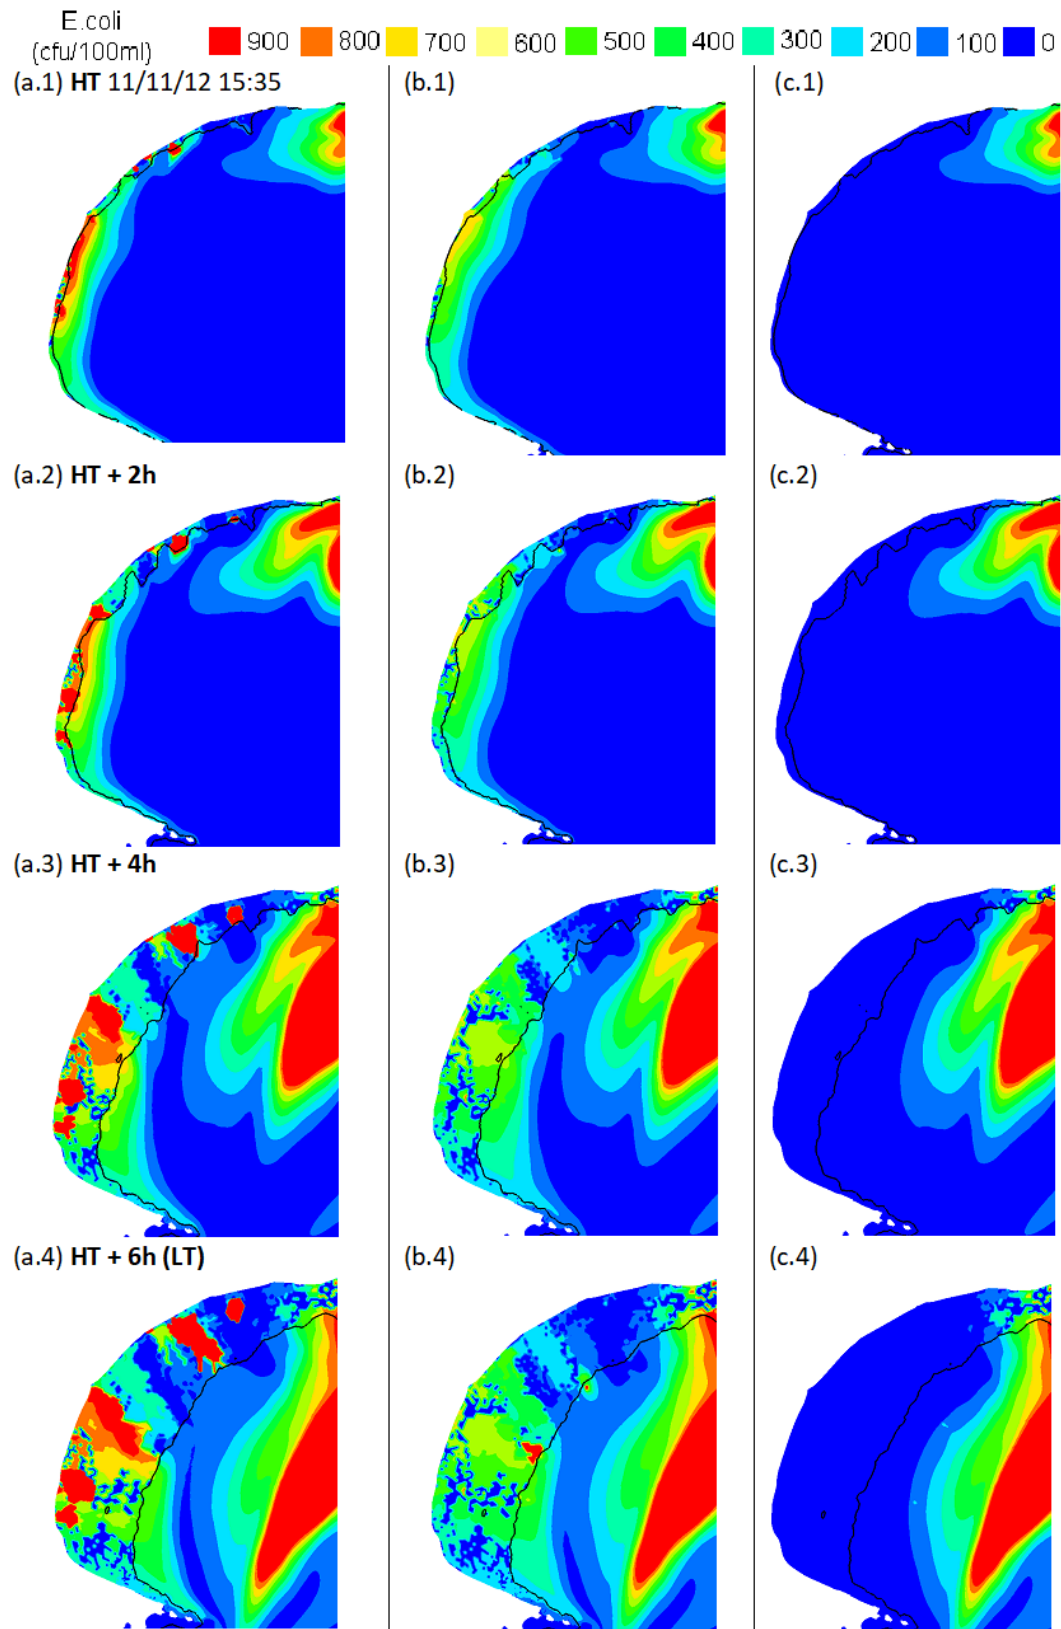 E.coli
(cfu/100ml)
900 800 700 600 500 400 300 200 100 0
(a.1) HT 11/11/12 15:35 (b.1) (c.1)
(a.2) HT + 2h (b.2) (c.2)
(a.3) HT + 4h (b.3) (c.3)
(a.4) HT + 6h (LT) (b.4) (c.4)